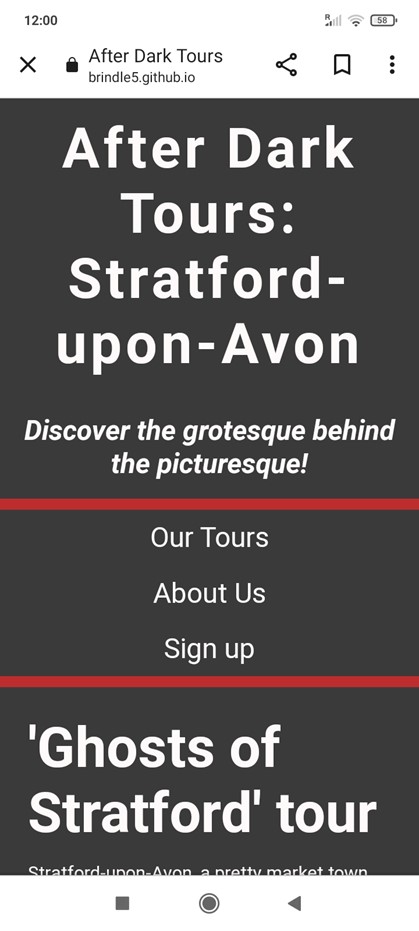 12:00
R
58
After Dark Tours
brindle5.github.io
After Dark
Tours:
Stratford-
upon-Avon
Discover the grotesque behind
the picturesque!
Our Tours
About Us
Sign up
'Ghosts of
Stratford' tour
Stratford-upon-Avon, a pretty market town